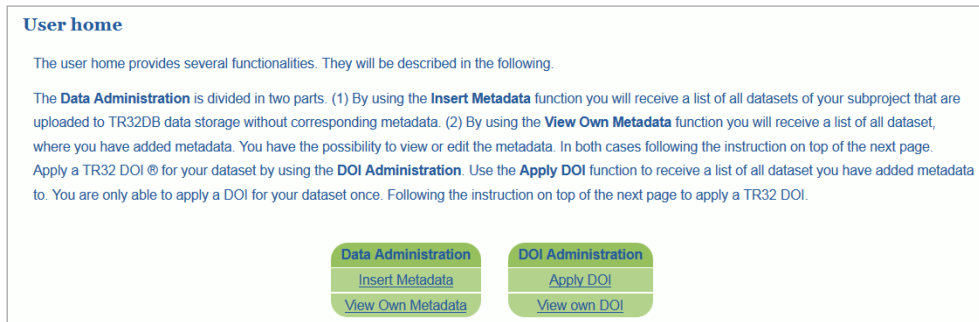 User home
The user home provides several functionalities. They will be described in the following.
The Data Administration is divided in two parts. (1) By using the Insert Metadata function you will receive a list of all datasets of your subproject that are
uploaded to TR32DB data storage without corresponding metadata. (2) By using the View Own Metadata function you will receive a list of all dataset,
where you have added metadata. You have the possibility to view or edit the metadata. In both cases following the instruction on top of the next page.
Apply a TR32 DOI ® for your dataset by using the DOI Administration. Use the Apply DOI function to receive a list of all dataset you have added metadata
to. You are only able to apply a DOI for your dataset once. Following the instruction on top of the next page to apply a TR32 DOI.
Data Administration
Insert Metadata
View Own Metadata
DOI Administration
Apply DOI
View own DOI